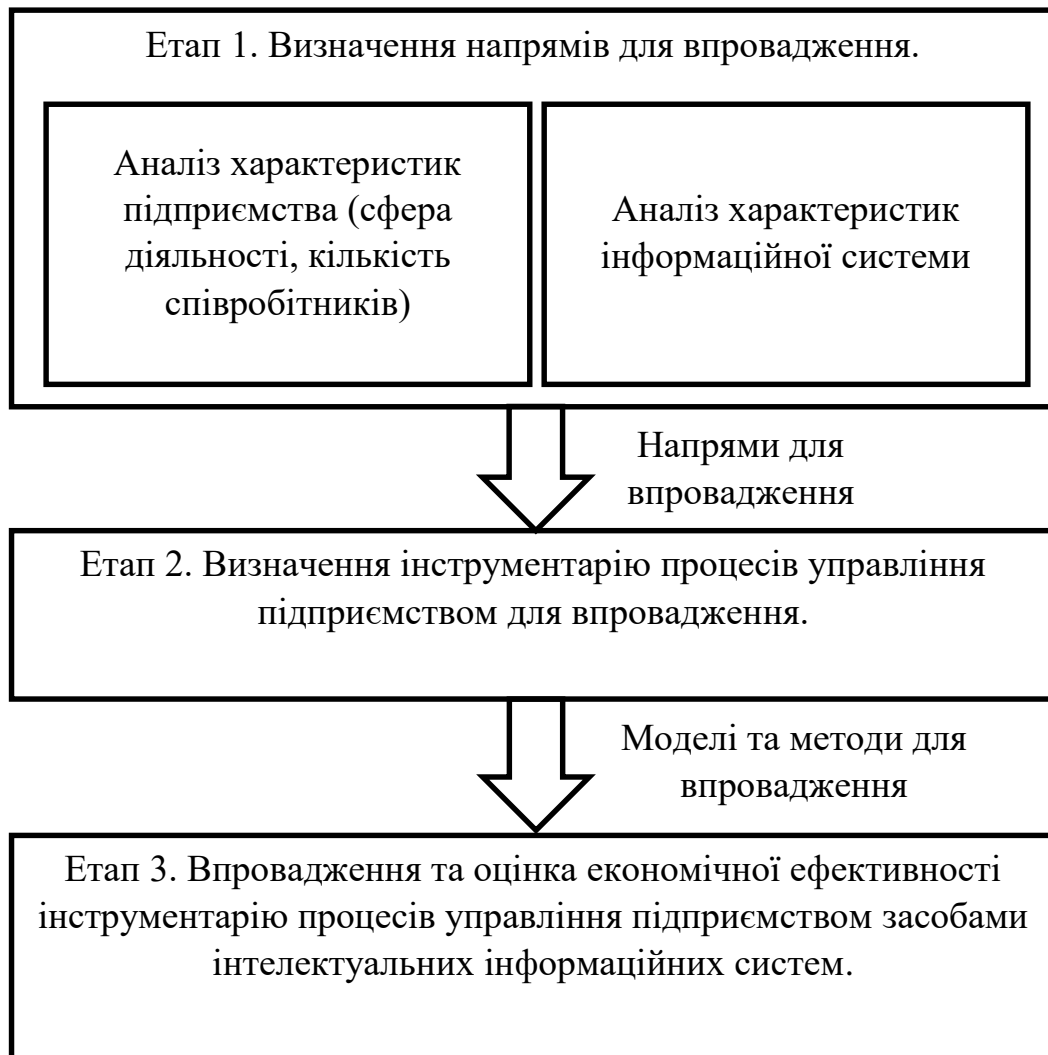 Етап 1. Визначення напрямів для впровадження.
Аналіз характеристик
підприємства (сфера
діяльності, кількість
співробітників)
Аналіз характеристик
інформаційної системи
Напрями для
впровадження
Етап 2. Визначення інструментарію процесів управління
підприємством для впровадження.
Моделі та методи для
впровадження
Етап 3. Впровадження та оцінка економічної ефективності
інструментарію процесів управління підприємством засобами
інтелектуальних інформаційних систем.